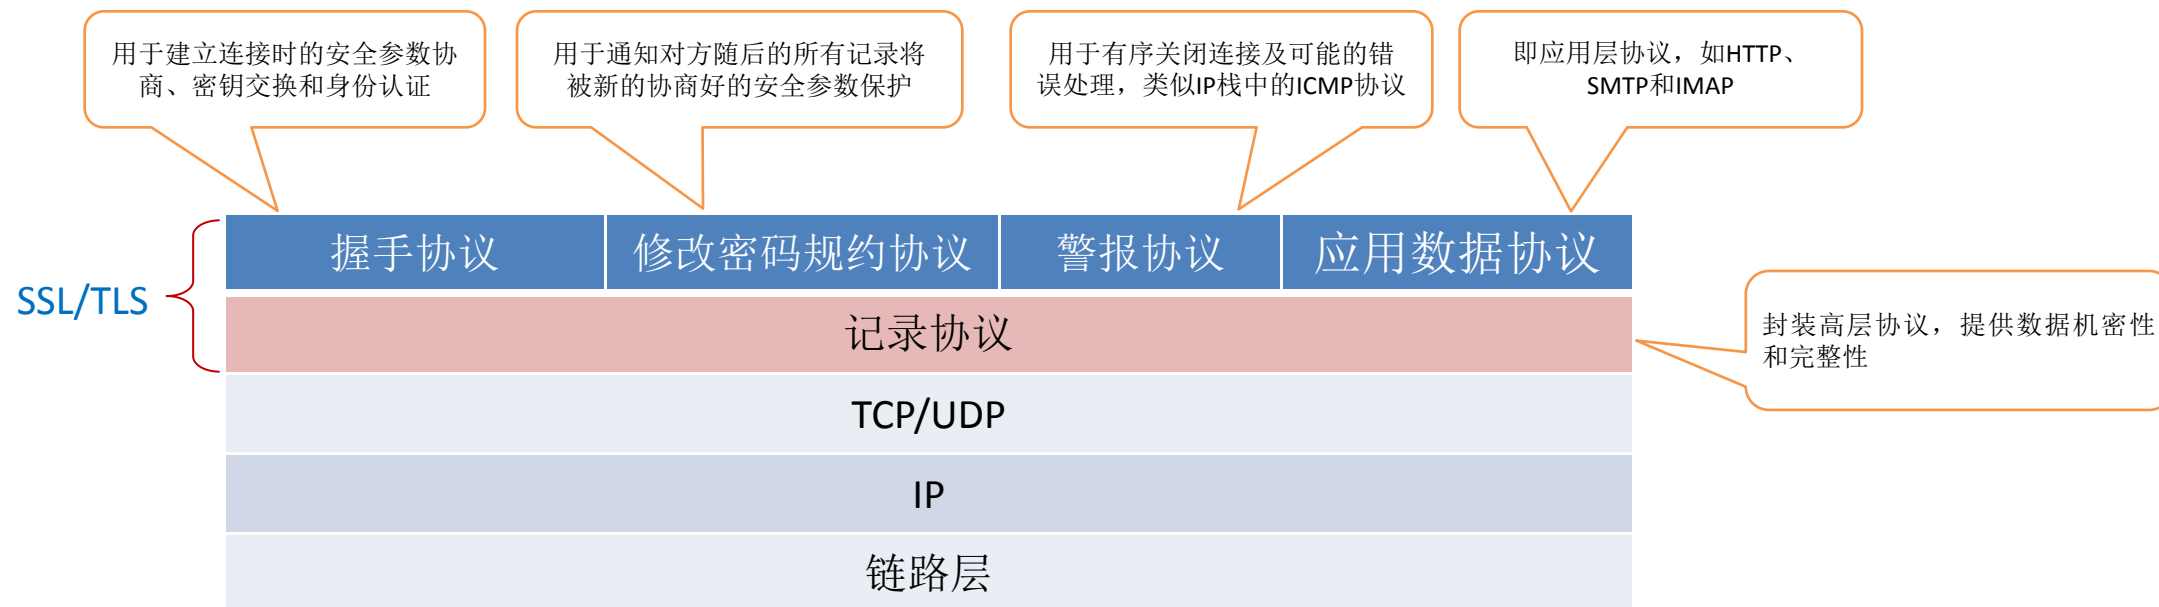 用于建立连接时的安全参数协
商、密钥交换和身份认证
用于通知对方随后的所有记录将
被新的协商好的安全参数保护
用于有序关闭连接及可能的错
误处理，类似IP栈中的ICMP协议
即应用层协议，如HTTP、
SMTP和IMAP
SSL/TLS
握手协议
修改密码规约协议
警报协议
应用数据协议
记录协议
封装高层协议，提供数据机密性
和完整性
TCP/UDP
IP
链路层